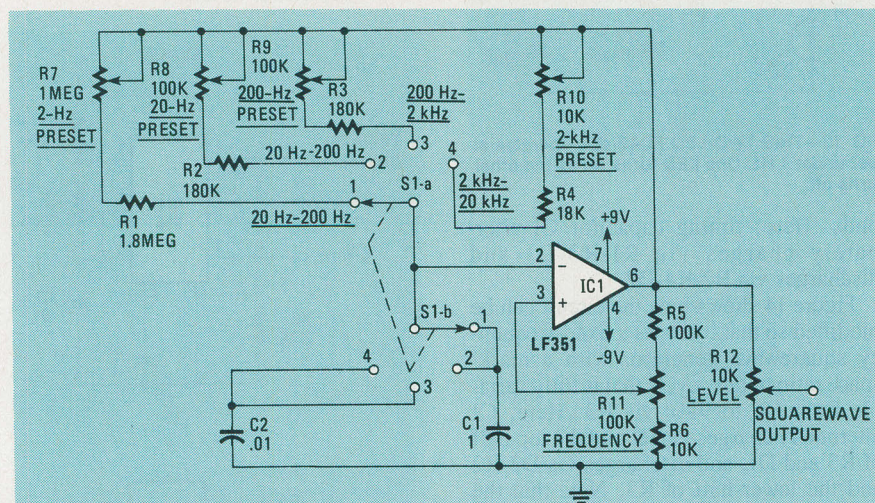 R7
1MEG
2-Hz
PRESET
R8
100K
20-Hz
PRESET
R9
100K
200-Hz
PRESET
R3
180K
200 Hz-
2 kHz
3
R10
10K
2-kHz
PRESET
4
R2
180K
20 Hz-200 Hz
2
2 kHz-
20 kHz
R4
18K
1
S1-a
R1
1.8MEG
20 Hz-200 Hz
+9V
7
2
−
IC1
6
3
+
4
LF351
-9V
R5
100K
S1-b
1
4
2
3
R12
10K
LEVEL
R11
100K
FREQUENCY
SQUAREWAVE
OUTPUT
C2
.01
C1
1
R6
10K